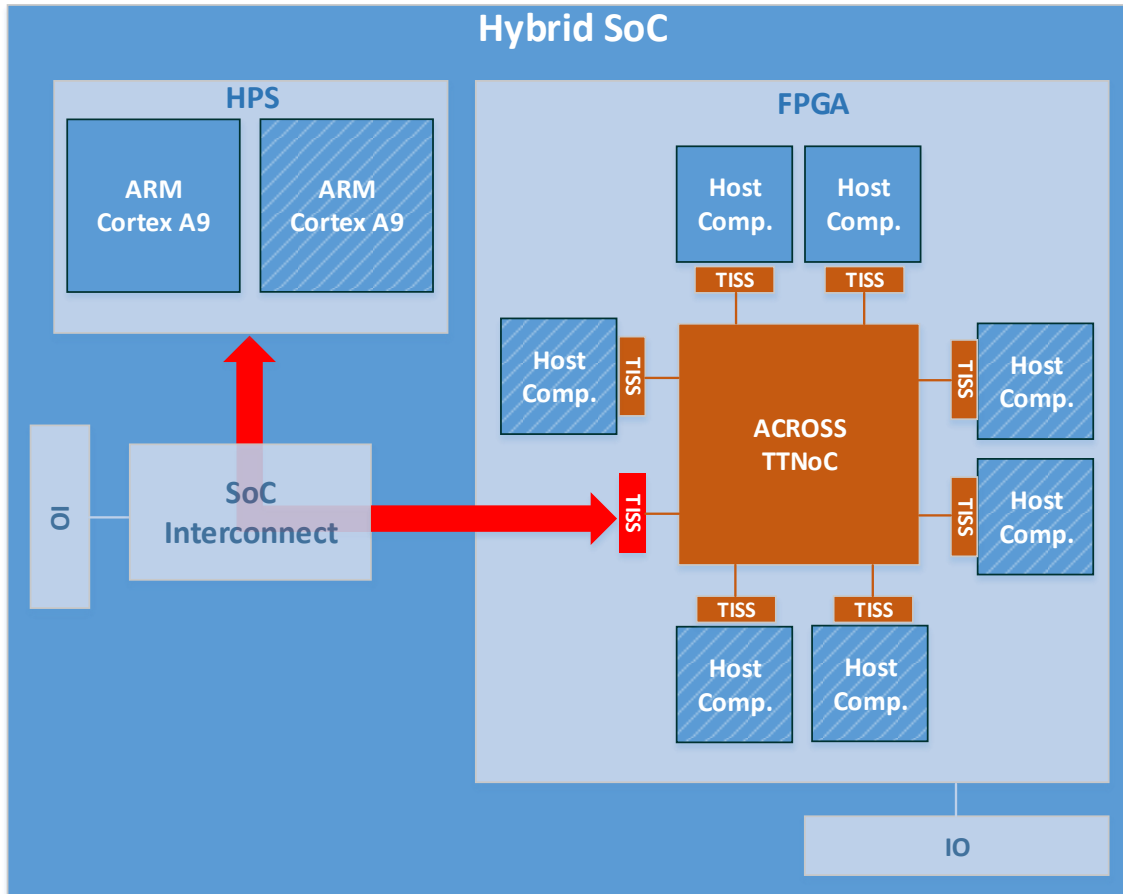 Hybrid SoC
HPS
ARM
Cortex A9
ARM
Cortex A9
FPGA
Host
Comp.
Host
Comp.
TISS
TISS
Host
Comp.
TISS
TISS
Host
Comp.
ACROSS
TTNoC
IO
SoC
Interconnect
TISS
TISS
Host
Comp.
TISS
TISS
Host
Comp.
Host
Comp.
IO